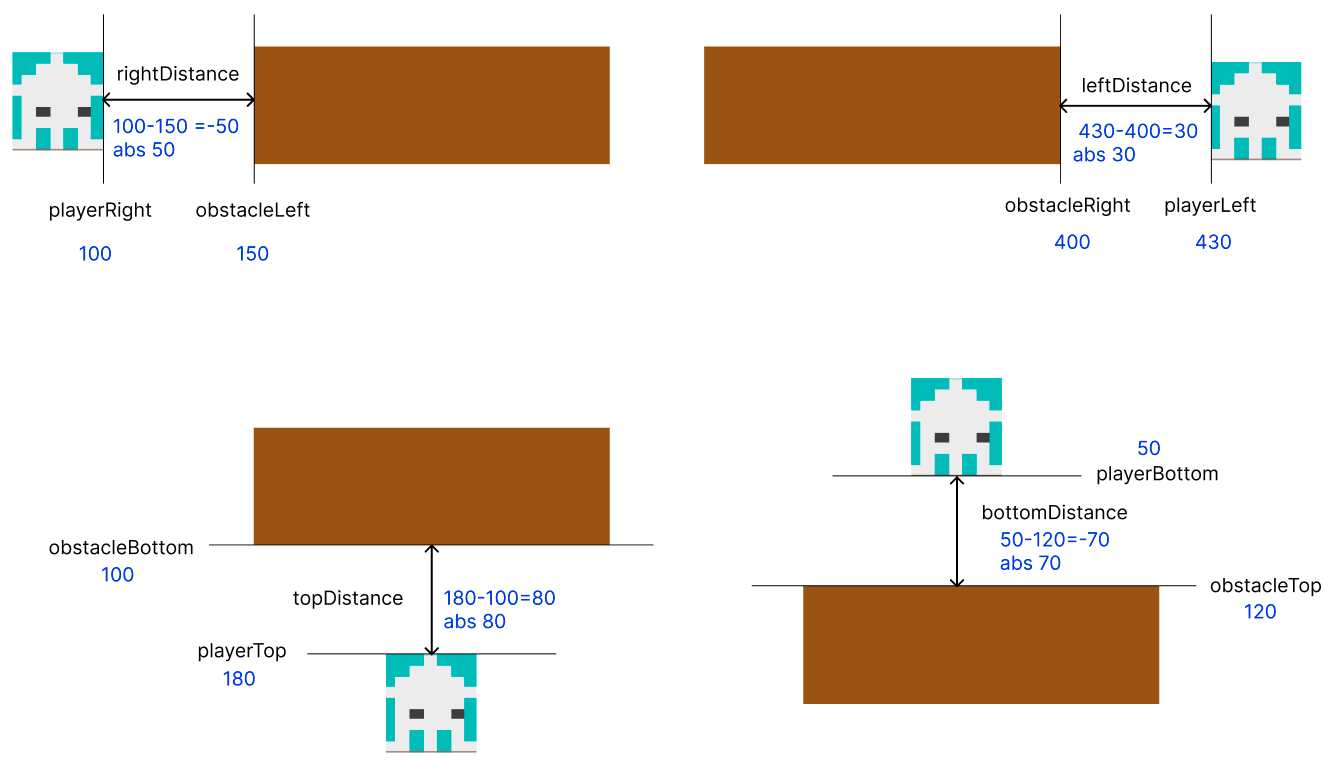 rightDistance
100-150 =-50
abs 50
playerRight
obstacleLeft
100
150
leftDistance
430-400=30
abs 30
obstacleRight
playerLeft
400
430
obstacleBottom
100
topDistance
180-100=80
abs 80
playerTop
180
50
playerBottom
bottomDistance
50-120=-70
abs 70
obstacleTop
120